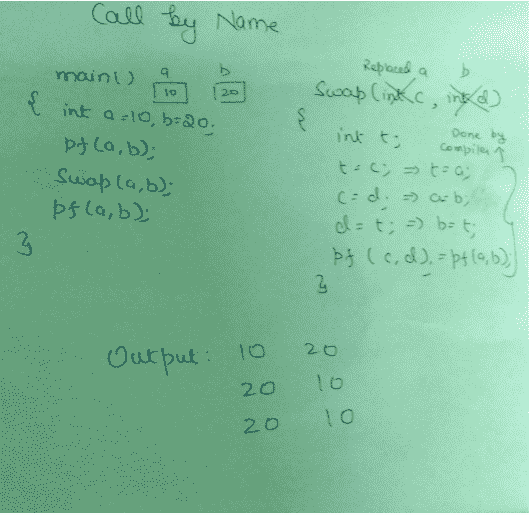 Call by Name
main() a b
10 20
{ int a=10, b=20;
pf(a,b);
Swap(a,b);
pf(a,b);
}
Replaced a b
Swap(int c, int d)
{
int t;
Done by
Compiler ↑
t = c; ⇒ t=a;
c = d; ⇒ a=b;
d = t; ⇒ b=t;
pf (c,d); = pf(a,b);
}
Output: 10 20
20 10
20 10